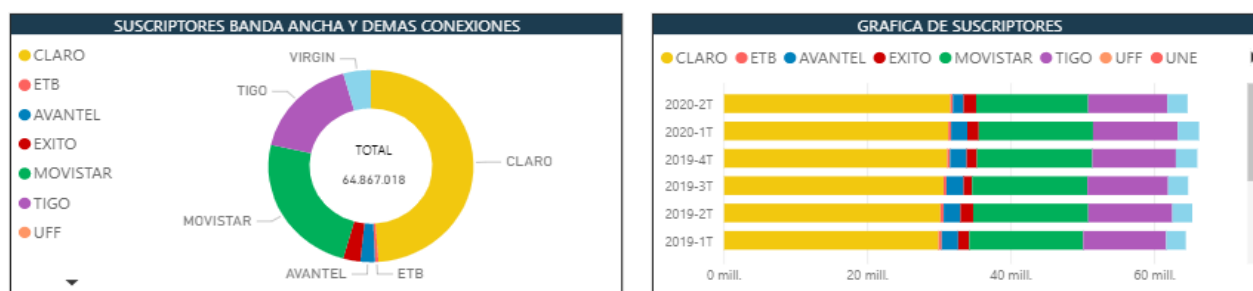 SUSCRIPTORES BANDA ANCHA Y DEMAS CONEXIONES
CLARO
ETB
AVANTEL
EXITO
MOVISTAR
TIGO
UFF
VIRGIN
TIGO
CLARO
MOVISTAR
AVANTEL
ETB
TOTAL
64.867.018
GRAFICA DE SUSCRIPTORES
CLARO ETB AVANTEL EXITO MOVISTAR TIGO UFF UNE
2020-2T
2020-1T
2019-4T
2019-3T
2019-2T
2019-1T
0 mill. 20 mill. 40 mill. 60 mill.